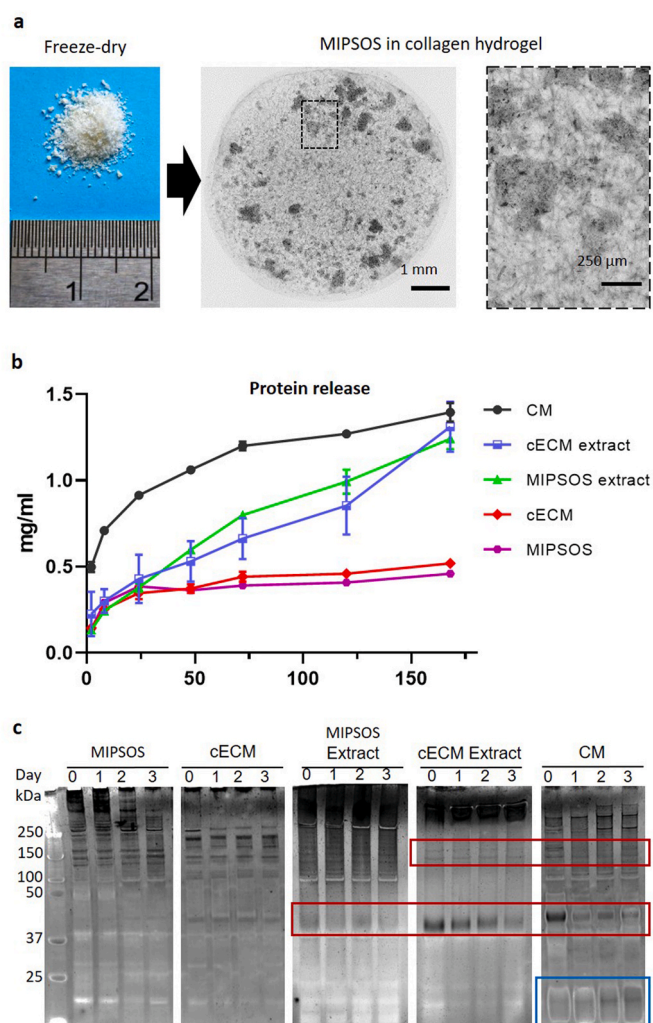 a
Freeze-dry
MIPSOS in collagen hydrogel
1 2
1 mm
250 µm
b
Protein release
1.5
1.0
0.5
0.0
mg/ml
0 50 100 150
CM
cECM extract
MIPSOS extract
cECM
MIPSOS
c
MIPSOS
cECM
MIPSOS
Extract
cECM Extract
CM
Day 0 1 2 3 0 1 2 3 0 1 2 3 0 1 2 3 0 1 2 3
kDa
250
150
100
50
37
25